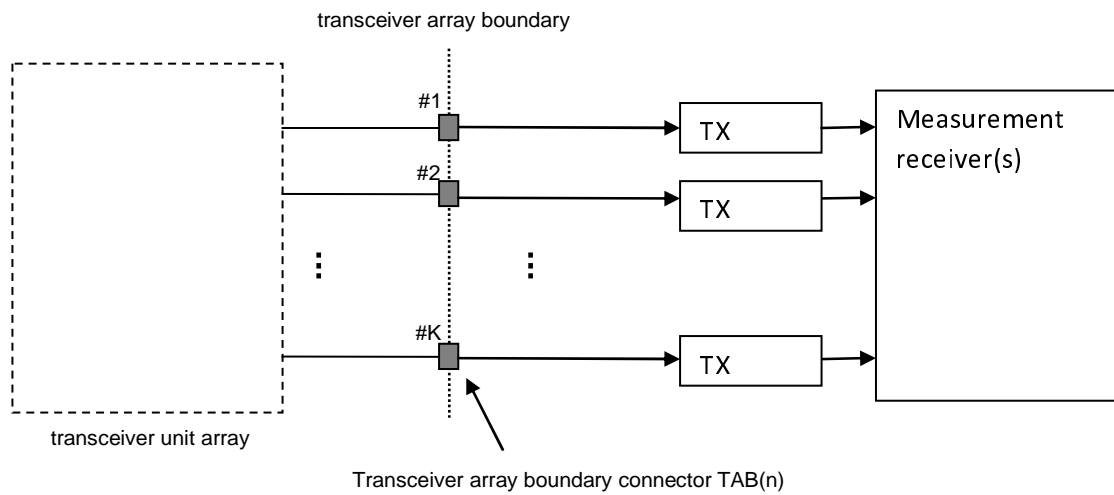 transceiver array boundary
#1
TX
Measurement
receiver(s)
#2
TX
#K
TX
transceiver unit array
Transceiver array boundary connector TAB(n)